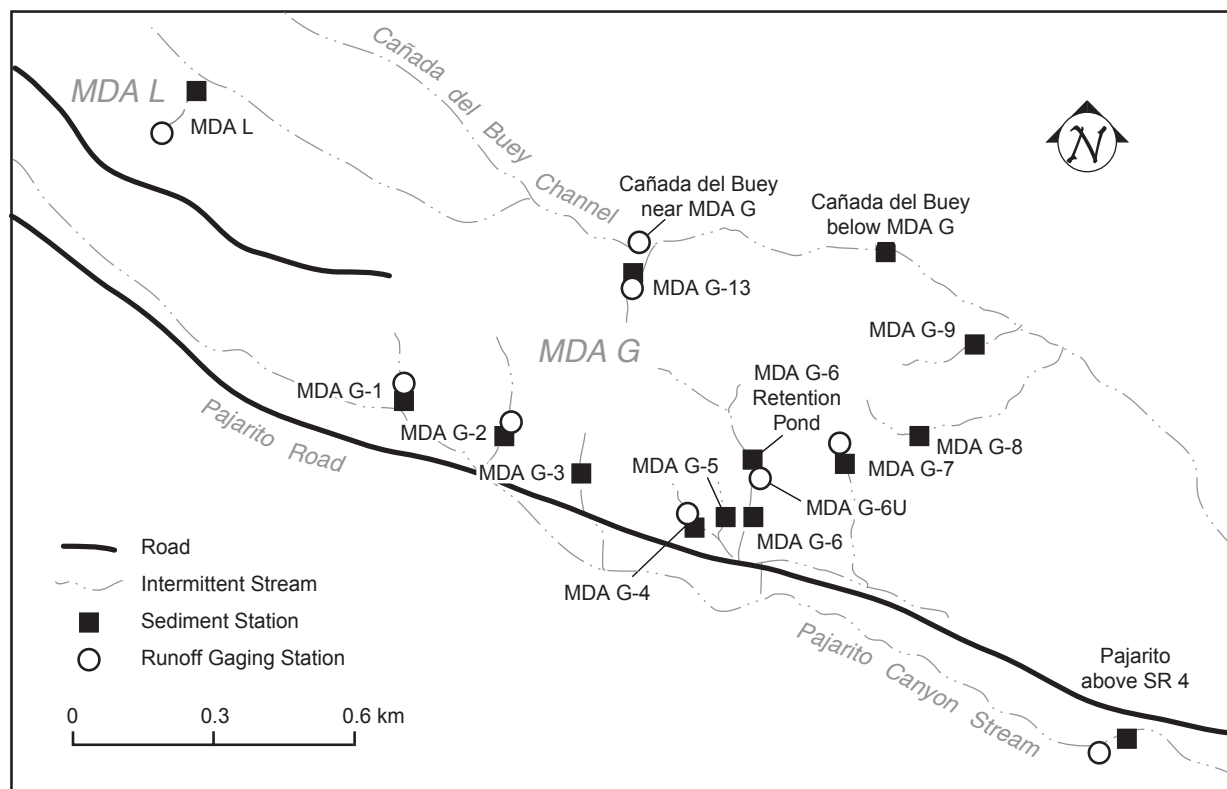 MDA L
MDA L
Cañada del Buey Channel
N
Cañada del Buey
near MDA G
Cañada del Buey
below MDA G
MDA G-13
MDA G-9
MDA G
MDA G-6
Retention
Pond
MDA G-1
Pajarito Road
MDA G-2
MDA G-3
MDA G-5
MDA G-8
MDA G-7
MDA G-6U
MDA G-6
MDA G-4
Road
Intermittent Stream
Sediment Station
Runoff Gaging Station
0 0.3 0.6 km
Pajarito Canyon Stream
Pajarito
above SR 4